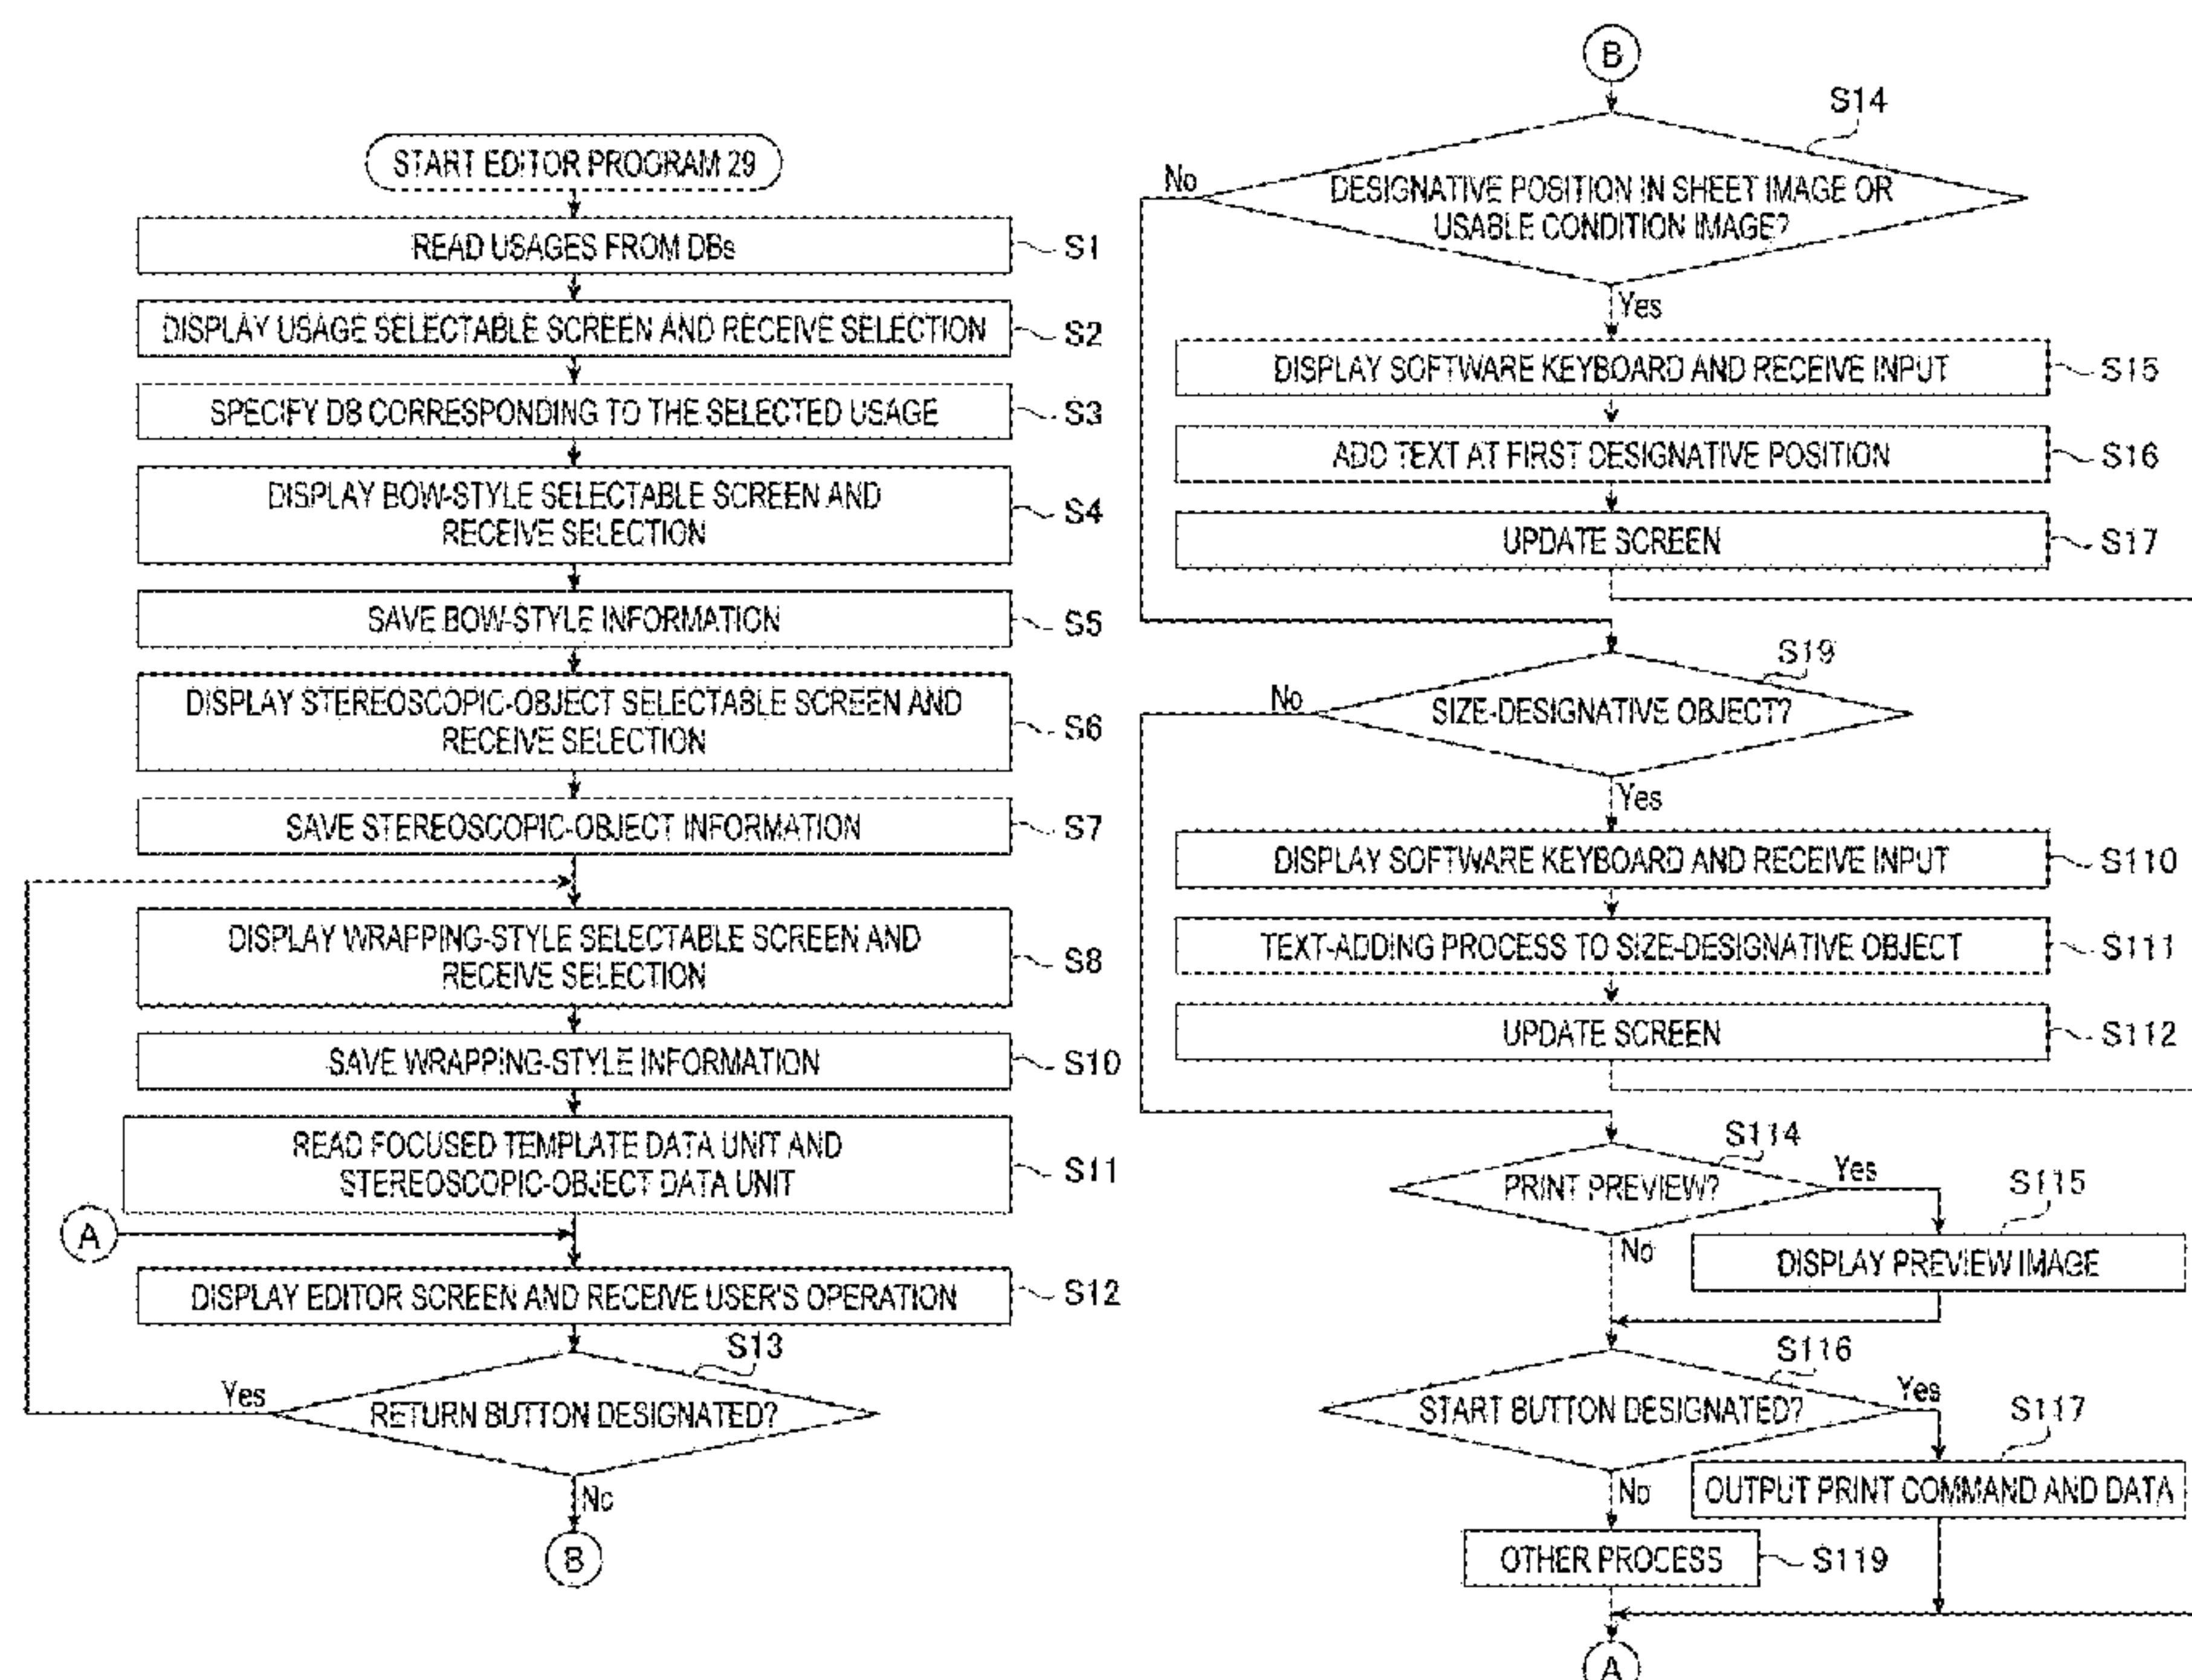 START EDITOR PROGRAM 29
READ USAGES FROM DBs
S1
DISPLAY USAGE SELECTABLE SCREEN AND RECEIVE SELECTION
S2
SPECIFY DB CORRESPONDING TO THE SELECTED USAGE
S3
DISPLAY BOW-STYLE SELECTABLE SCREEN AND
RECEIVE SELECTION
S4
SAVE BOW-STYLE INFORMATION
S5
DISPLAY STEREOSCOPIC-OBJECT SELECTABLE SCREEN AND
RECEIVE SELECTION
S6
SAVE STEREOSCOPIC-OBJECT INFORMATION
S7
DISPLAY WRAPPING-STYLE SELECTABLE SCREEN AND
RECEIVE SELECTION
S8
SAVE WRAPPING-STYLE INFORMATION
S10
READ FOCUSED TEMPLATE DATA UNIT AND
STEREOSCOPIC-OBJECT DATA UNIT
S11
A
DISPLAY EDITOR SCREEN AND RECEIVE USER'S OPERATION
S12
S13
Yes
RETURN BUTTON DESIGNATED?
No
B
B
S14
No
DESIGNATIVE POSITION IN SHEET IMAGE OR
USABLE CONDITION IMAGE?
Yes
DISPLAY SOFTWARE KEYBOARD AND RECEIVE INPUT
S15
ADD TEXT AT FIRST DESIGNATIVE POSITION
S16
UPDATE SCREEN
S17
S19
No
SIZE-DESIGNATIVE OBJECT?
Yes
DISPLAY SOFTWARE KEYBOARD AND RECEIVE INPUT
S110
TEXT-ADDING PROCESS TO SIZE-DESIGNATIVE OBJECT
S111
UPDATE SCREEN
S112
S114
PRINT PREVIEW?
Yes
S115
No
DISPLAY PREVIEW IMAGE
S116
START BUTTON DESIGNATED?
Yes
S117
No
OUTPUT PRINT COMMAND AND DATA
OTHER PROCESS
S119
A